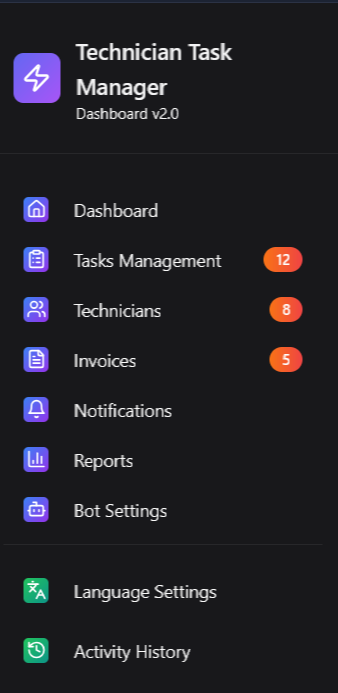 Technician Task
Manager
Dashboard v2.0
Dashboard
Tasks Management 12
Technicians 8
Invoices 5
Notifications
Reports
Bot Settings
Language Settings
Activity History